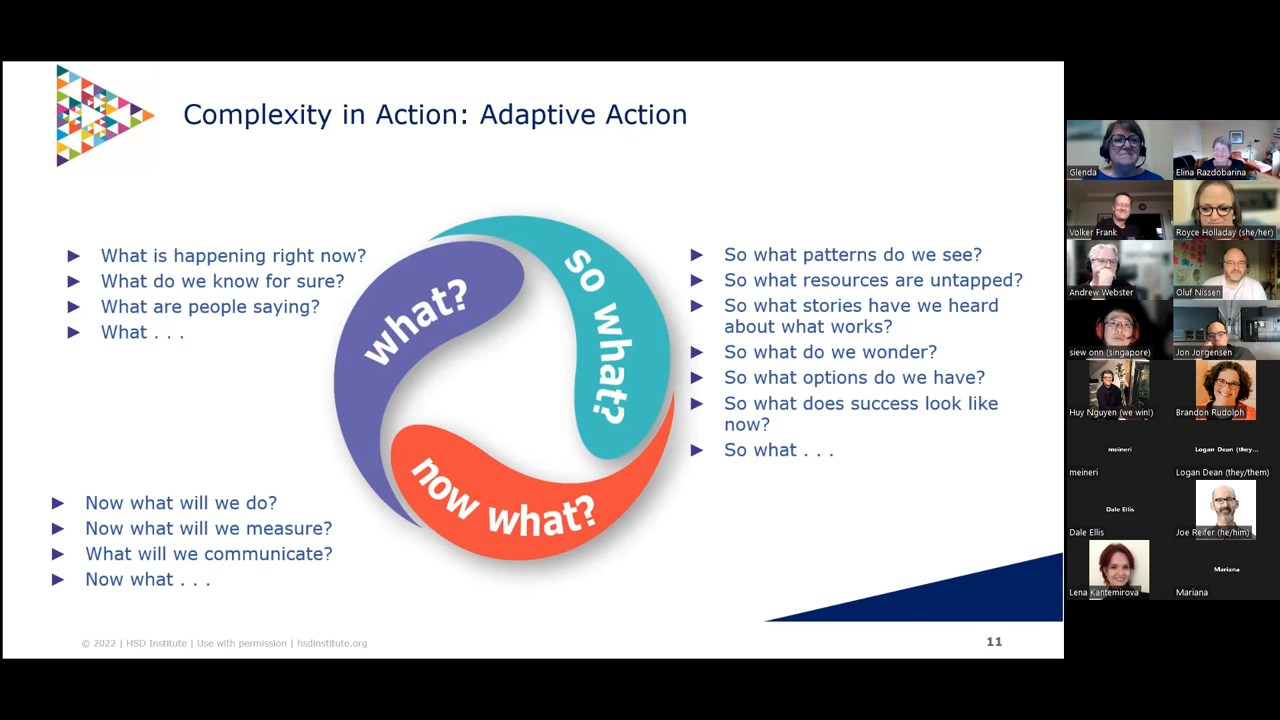 Complexity in Action: Adaptive Action
What is happening right now?
What do we know for sure?
What are people saying?
What . . .
what?
so what?
now what?
So what patterns do we see?
So what resources are untapped?
So what stories have we heard
about what works?
So what do we wonder?
So what options do we have?
So what does success look like
now?
So what . . .
Now what will we do?
Now what will we measure?
What will we communicate?
Now what . . .
© 2022 | HSD Institute | Use with permission | hsdinstitute.org
11
Glenda
Elina Razdobarina
Volker Frank
Royce Holladay (she/her)
Andrew Webster
Oluf Nissen
siew onn (singapore)
Jon Jorgensen
Huy Nguyen (we win!)
Brandon Rudolph
meineri
meineri
Logan Dean (they...
Logan Dean (they/them)
Dale Ellis
Dale Ellis
Joe Reifer (he/him)
Lena Kantemirova
Mariana
Mariana